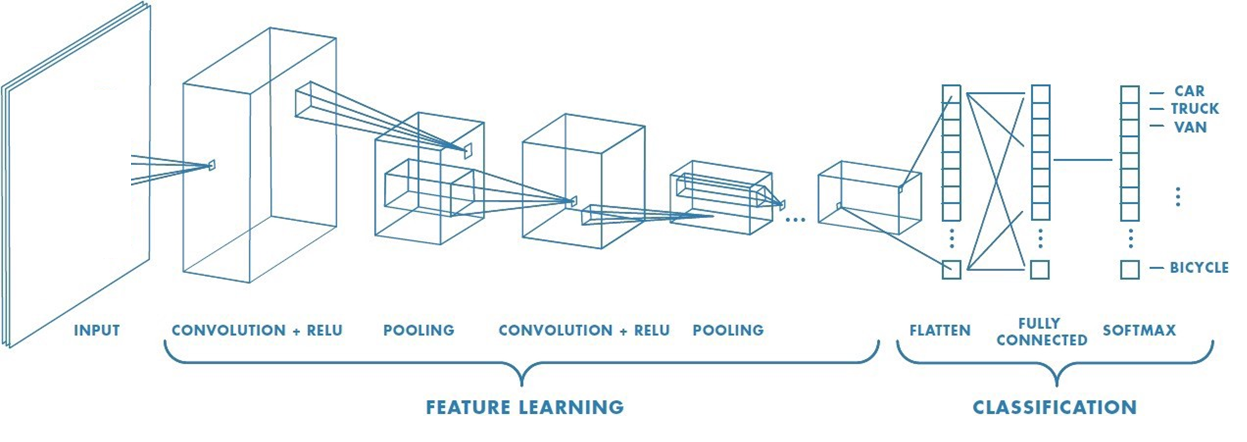 CAR
TRUCK
VAN
BICYCLE
INPUT
CONVOLUTION + RELU
POOLING
CONVOLUTION + RELU
POOLING
FLATTEN
FULLY
CONNECTED
SOFTMAX
FEATURE LEARNING
CLASSIFICATION